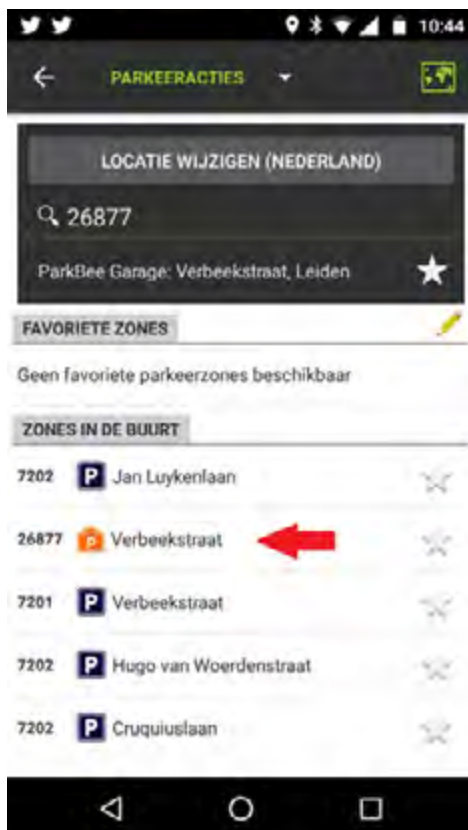 10:44
PARKEERACTIES
LOCATIE WIJZIGEN (NEDERLAND)
26877
ParkBee Garage: Verbeekstraat, Leiden
FAVORIETE ZONES
Geen favoriete parkeerzones beschikbaar
ZONES IN DE BUURT
7202 P Jan Luykenlaan
26877 P Verbeekstraat
7201 P Verbeekstraat
7202 P Hugo van Woerdenstraat
7202 P Cruquiuslaan